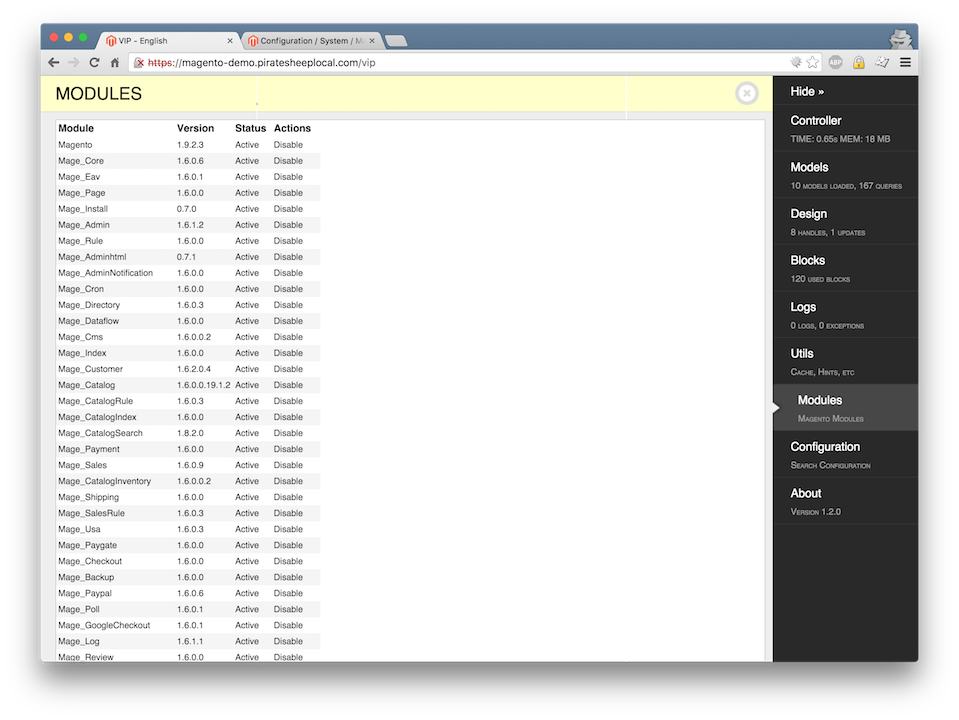 VIP - English
Configuration / System / M
https://magento-demo.piratesheeplocal.com/vip
ABP
MODULES
Module Version Status Actions
Magento 1.9.2.3 Active Disable
Mage_Core 1.6.0.6 Active Disable
Mage_Eav 1.6.0.1 Active Disable
Mage_Page 1.6.0.0 Active Disable
Mage_Install 0.7.0 Active Disable
Mage_Admin 1.6.1.2 Active Disable
Mage_Rule 1.6.0.0 Active Disable
Mage_Adminhtml 0.7.1 Active Disable
Mage_AdminNotification 1.6.0.0 Active Disable
Mage_Cron 1.6.0.0 Active Disable
Mage_Directory 1.6.0.3 Active Disable
Mage_Dataflow 1.6.0.0 Active Disable
Mage_Cms 1.6.0.0.2 Active Disable
Mage_Index 1.6.0.0 Active Disable
Mage_Customer 1.6.2.0.4 Active Disable
Mage_Catalog 1.6.0.0.19.1.2 Active Disable
Mage_CatalogRule 1.6.0.3 Active Disable
Mage_CatalogIndex 1.6.0.0 Active Disable
Mage_CatalogSearch 1.8.2.0 Active Disable
Mage_Payment 1.6.0.0 Active Disable
Mage_Sales 1.6.0.9 Active Disable
Mage_CatalogInventory 1.6.0.0.2 Active Disable
Mage_Shipping 1.6.0.0 Active Disable
Mage_SalesRule 1.6.0.3 Active Disable
Mage_Usa 1.6.0.3 Active Disable
Mage_Paygate 1.6.0.0 Active Disable
Mage_Checkout 1.6.0.0 Active Disable
Mage_Backup 1.6.0.0 Active Disable
Mage_Paypal 1.6.0.6 Active Disable
Mage_Poll 1.6.0.1 Active Disable
Mage_GoogleCheckout 1.6.0.1 Active Disable
Mage_Log 1.6.1.1 Active Disable
Mage_Review 1.6.0.0 Active Disable
Hide »
Controller
TIME: 0.65s MEM: 18 MB
Models
10 MODELS LOADED, 167 QUERIES
Design
8 HANDLES, 1 UPDATES
Blocks
120 USED BLOCKS
Logs
0 LOGS, 0 EXCEPTIONS
Utils
CACHE, HINTS, ETC
Modules
MAGENTO MODULES
Configuration
SEARCH CONFIGURATION
About
VERSION 1.2.0